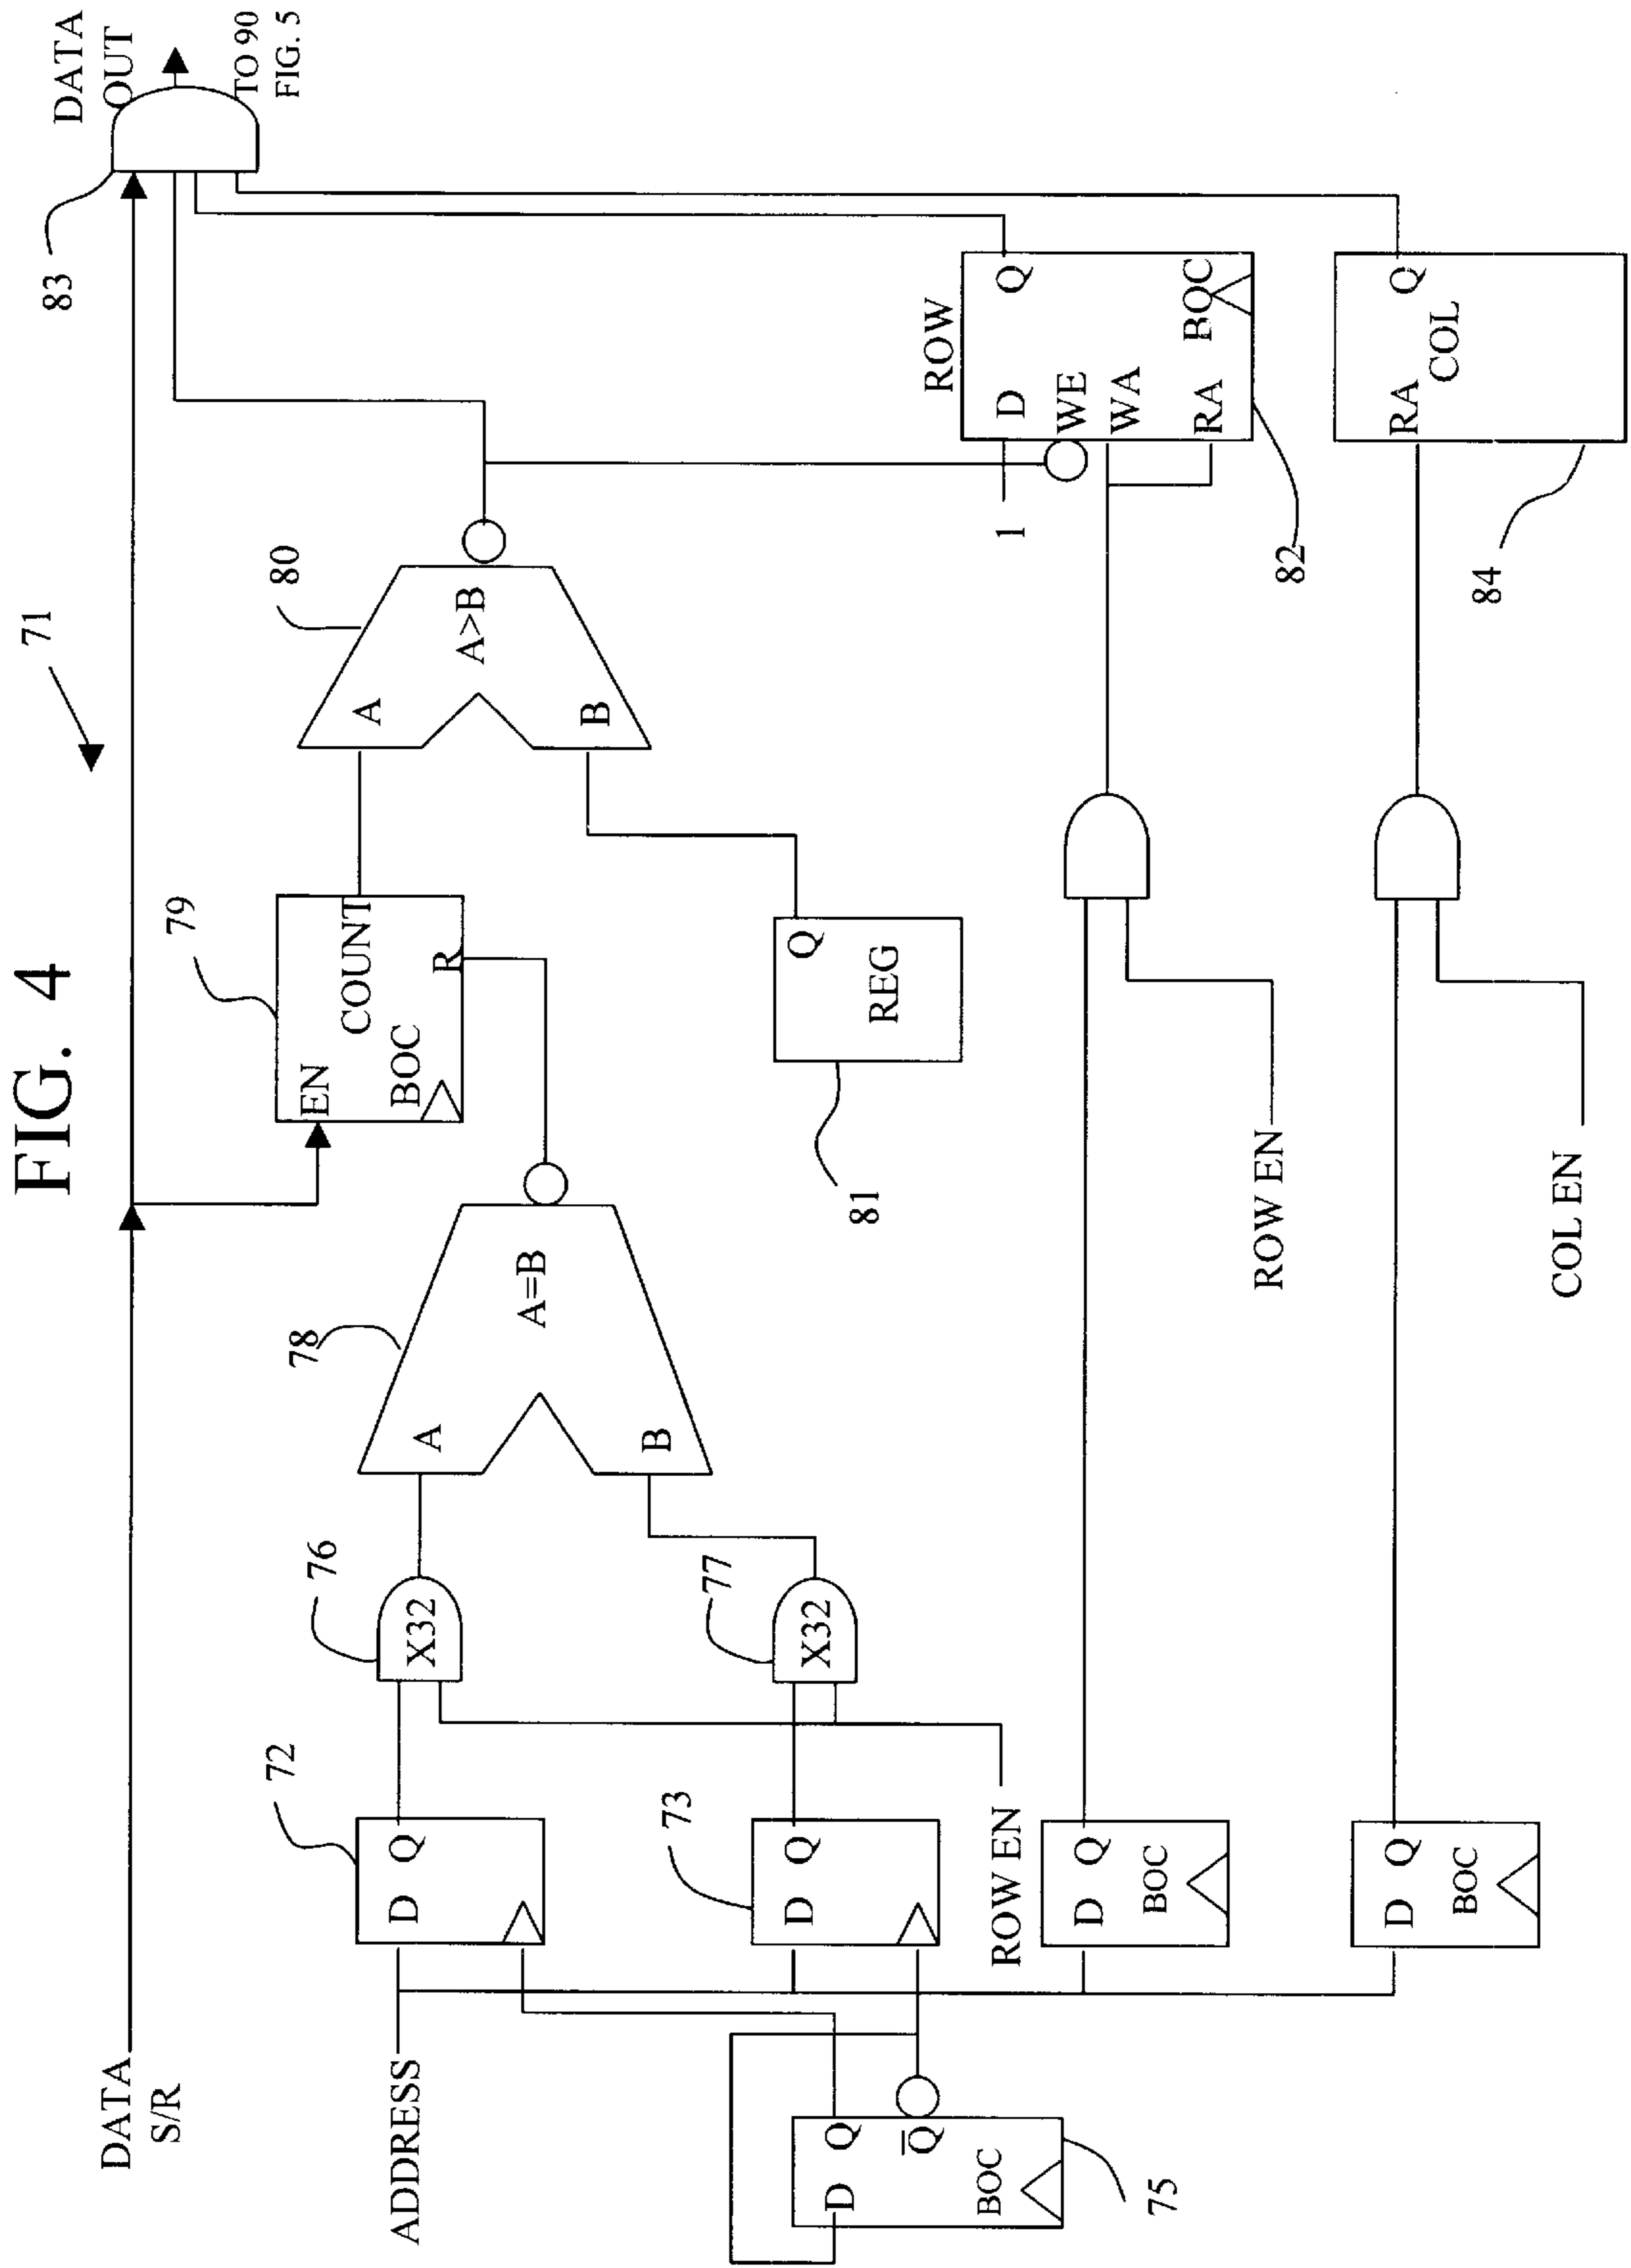 FIG. 4
71
DATA
S/R
DATA
OUT
TO 90
FIG. 5
83
ADDRESS
72
D Q
76
X32
78
A
B
A=B
79
EN
COUNT
BOC
R
80
A
B
A>B
73
D Q
77
X32
81
Q
REG
D Q
Q
BOC
75
ROW EN
D Q
BOC
ROW EN
ROW
1
D Q
WE
WA
RA
BOC
82
D Q
BOC
COL EN
RA
Q
COL
84